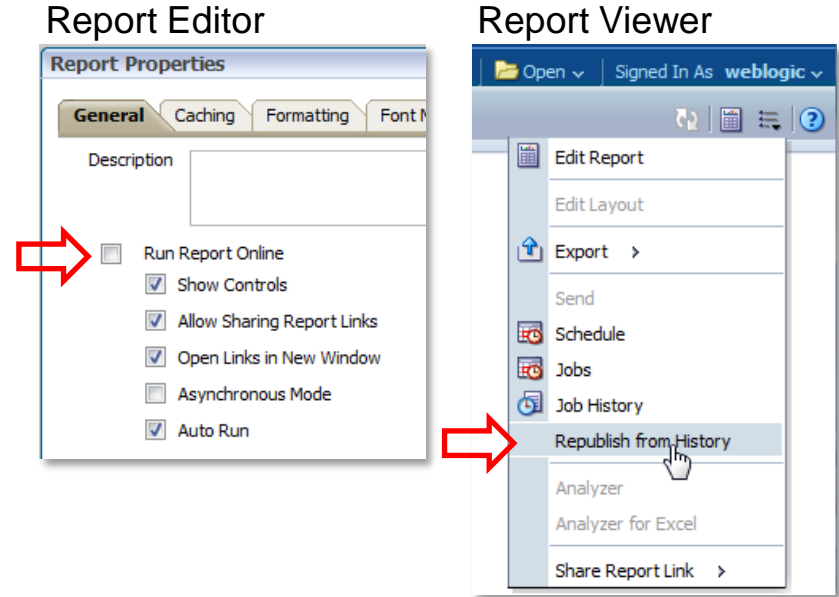 Report Editor
Report Properties
General Caching Formatting Font
Description
Run Report Online
Show Controls
Allow Sharing Report Links
Open Links in New Window
Asynchronous Mode
Auto Run
Report Viewer
Open Signed In As weblogic
Edit Report
Edit Layout
Export >
Send
Schedule
Jobs
Job History
Republish from History
Analyzer
Analyzer for Excel
Share Report Link >